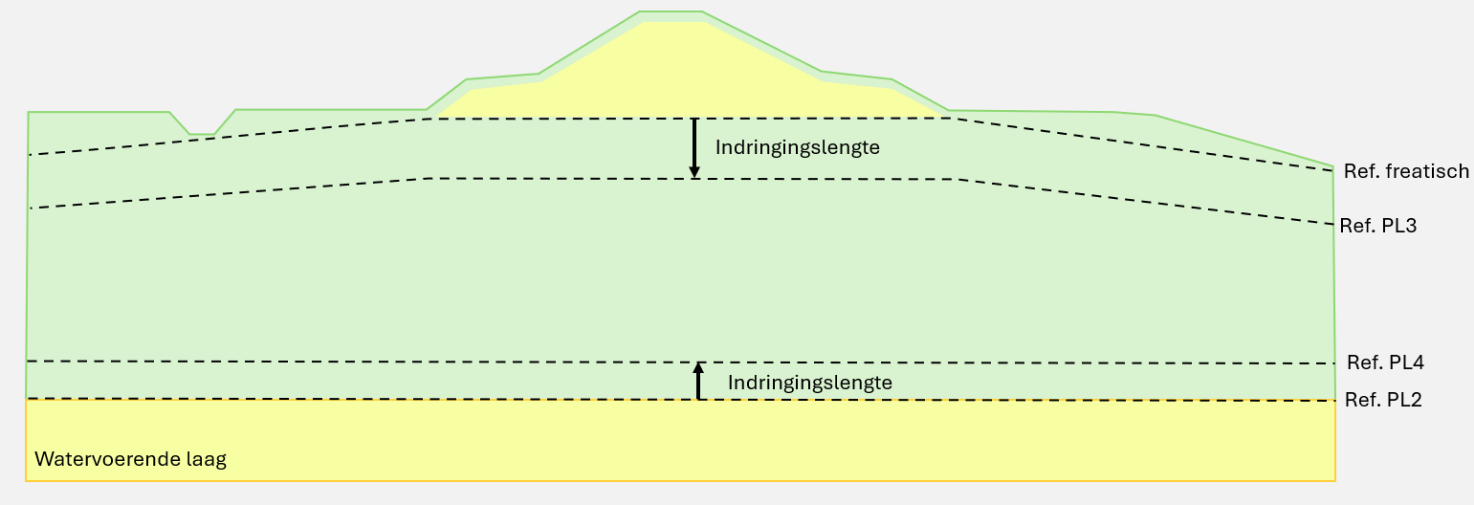 Indringingslengte
Ref. freatisch
Ref. PL3
Ref. PL4
Indringingslengte
Ref. PL2
Watervoerende laag